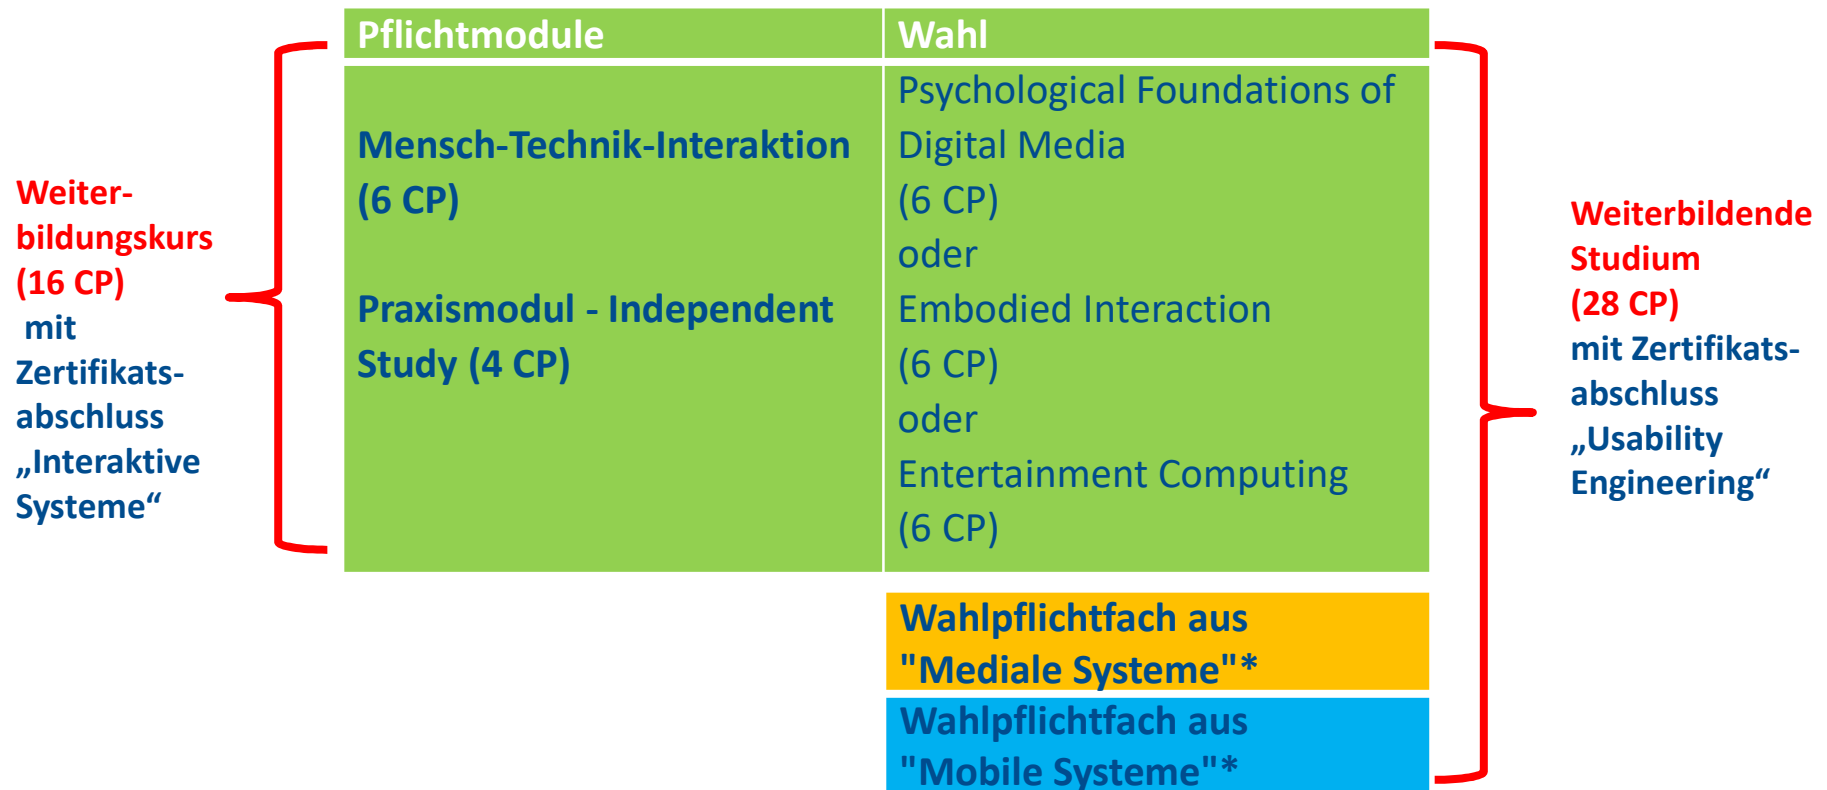 Weiter-
bildungskurs
(16 CP)
mit
Zertifikats-
abschluss
„Interaktive
Systeme“
Pflichtmodule
Mensch-Technik-Interaktion
(6 CP)
Praxismodul - Independent
Study (4 CP)
Wahl
Psychological Foundations of
Digital Media
(6 CP)
oder
Embodied Interaction
(6 CP)
oder
Entertainment Computing
(6 CP)
Wahlpflichtfach aus
"Mediale Systeme"*
Wahlpflichtfach aus
"Mobile Systeme"*
Weiterbildende
Studium
(28 CP)
mit Zertifikats-
abschluss
„Usability
Engineering“